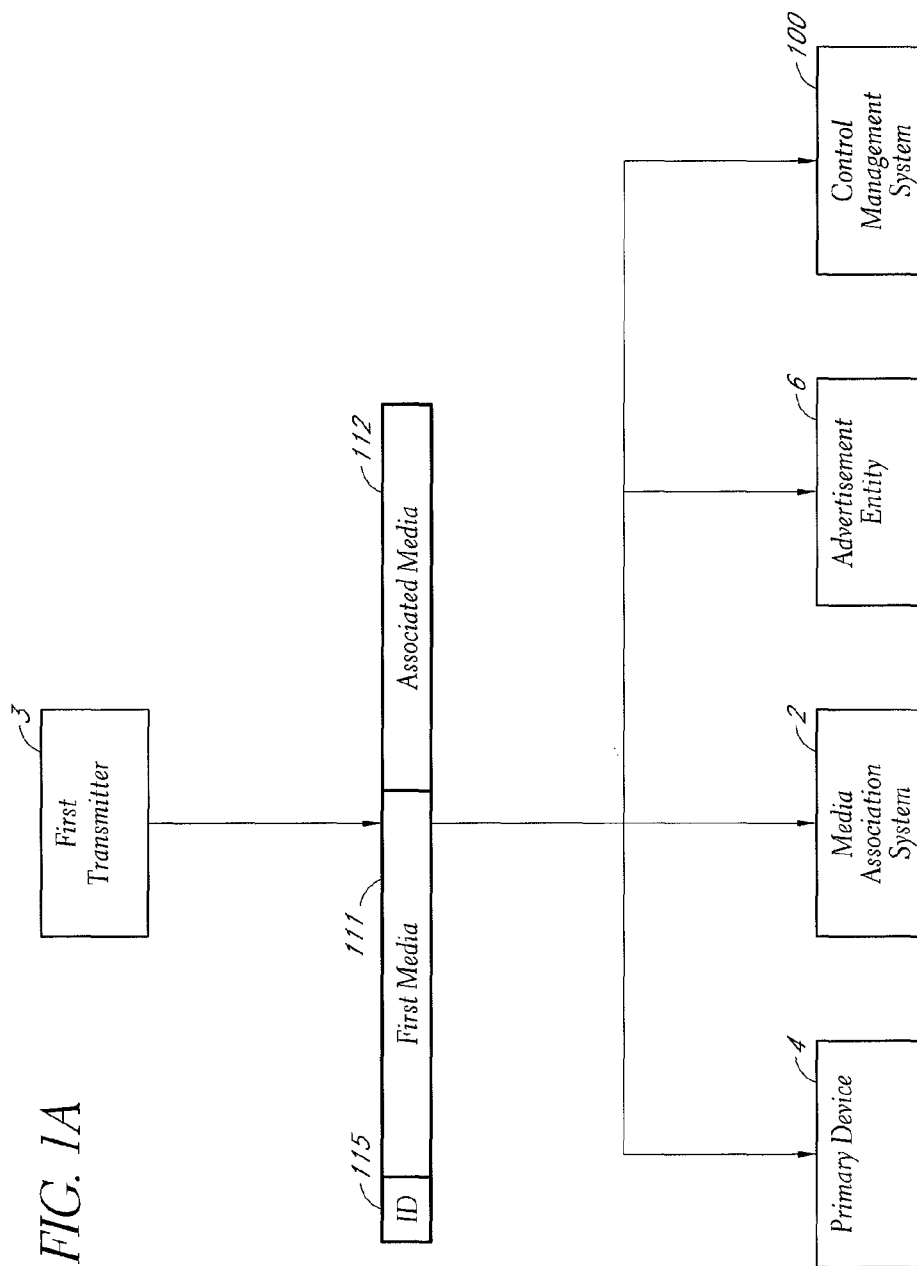 FIG. 1A
3
First
Transmitter
115
111
112
ID
First Media
Associated Media
4
Primary Device
2
Media
Association
System
6
Advertisement
Entity
100
Control
Management
System